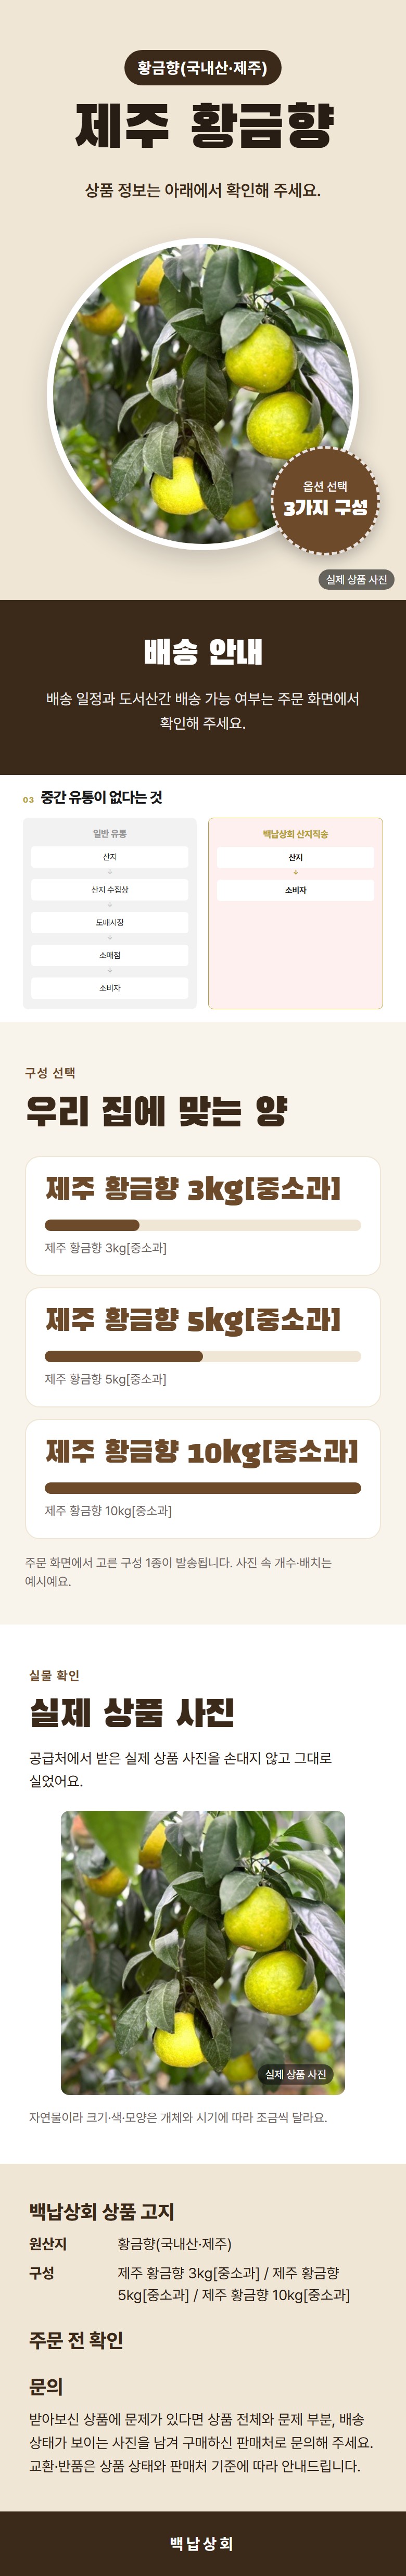 황금향(국내산·제주)
제주 황금향
상품 정보는 아래에서 확인해 주세요.
옵션 선택
3가지 구성
실제 상품 사진
배송 안내
배송 일정과 도서산간 배송 가능 여부는 주문 화면에서
확인해 주세요.
03 중간 유통이 없다는 것
일반 유통
산지
↓
산지 수집상
↓
도매시장
↓
소매점
↓
소비자
백납상회 산지직송
산지
↓
소비자
구성 선택
우리 집에 맞는 양
제주 황금향 3kg[중소과]
제주 황금향 3kg[중소과]
제주 황금향 5kg[중소과]
제주 황금향 5kg[중소과]
제주 황금향 10kg[중소과]
제주 황금향 10kg[중소과]
주문 화면에서 고른 구성 1종이 발송됩니다. 사진 속 개수·배치는
예시예요.
실물 확인
실제 상품 사진
공급처에서 받은 실제 상품 사진을 손대지 않고 그대로
실었어요.
실제 상품 사진
자연물이라 크기·색·모양은 개체와 시기에 따라 조금씩 달라요.
백납상회 상품 고지
원산지 황금향(국내산·제주)
구성 제주 황금향 3kg[중소과] / 제주 황금향
5kg[중소과] / 제주 황금향 10kg[중소과]
주문 전 확인
문의
받아보신 상품에 문제가 있다면 상품 전체와 문제 부분, 배송
상태가 보이는 사진을 남겨 구매하신 판매처로 문의해 주세요.
교환·반품은 상품 상태와 판매처 기준에 따라 안내드립니다.
백납상회